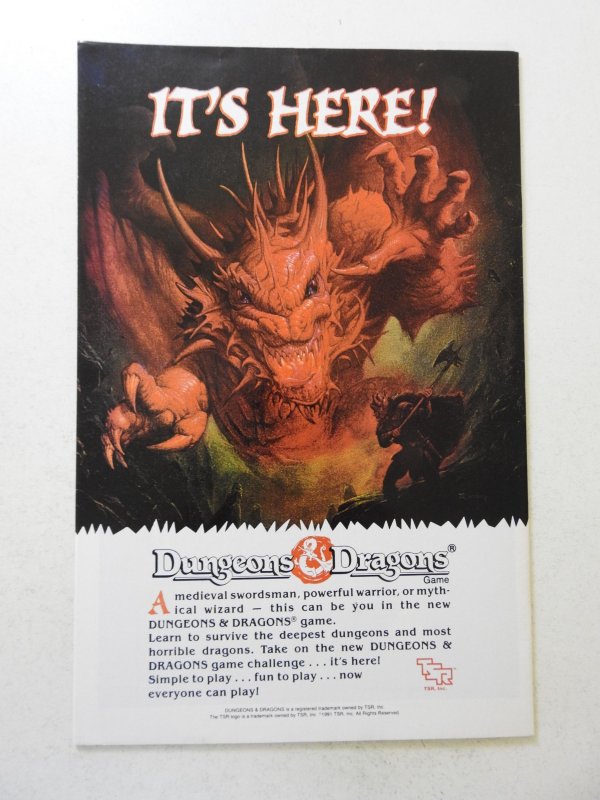 IT'S HERE!
Dungeons & Dragons®
Game
A medieval swordsman, powerful warrior, or myth-
ical wizard — this can be you in the new
DUNGEONS & DRAGONS® game.
Learn to survive the deepest dungeons and most
horrible dragons. Take on the new DUNGEONS &
DRAGONS game challenge . . . it's here!
Simple to play . . . fun to play . . . now
everyone can play!
TSR™
TSR, Inc.
DUNGEONS & DRAGONS is a registered trademark owned by TSR, Inc.
The TSR logo is a trademark owned by TSR, Inc. ©1991 TSR, Inc. All Rights Reserved.